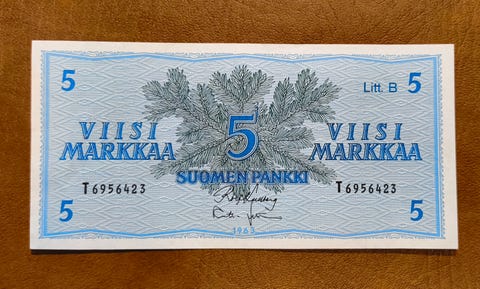 5 5
Litt. B
5
VIISI VIISI
MARKKAA MARKKAA
SUOMEN PANKKI
T6956423 T6956423
5 5
1963